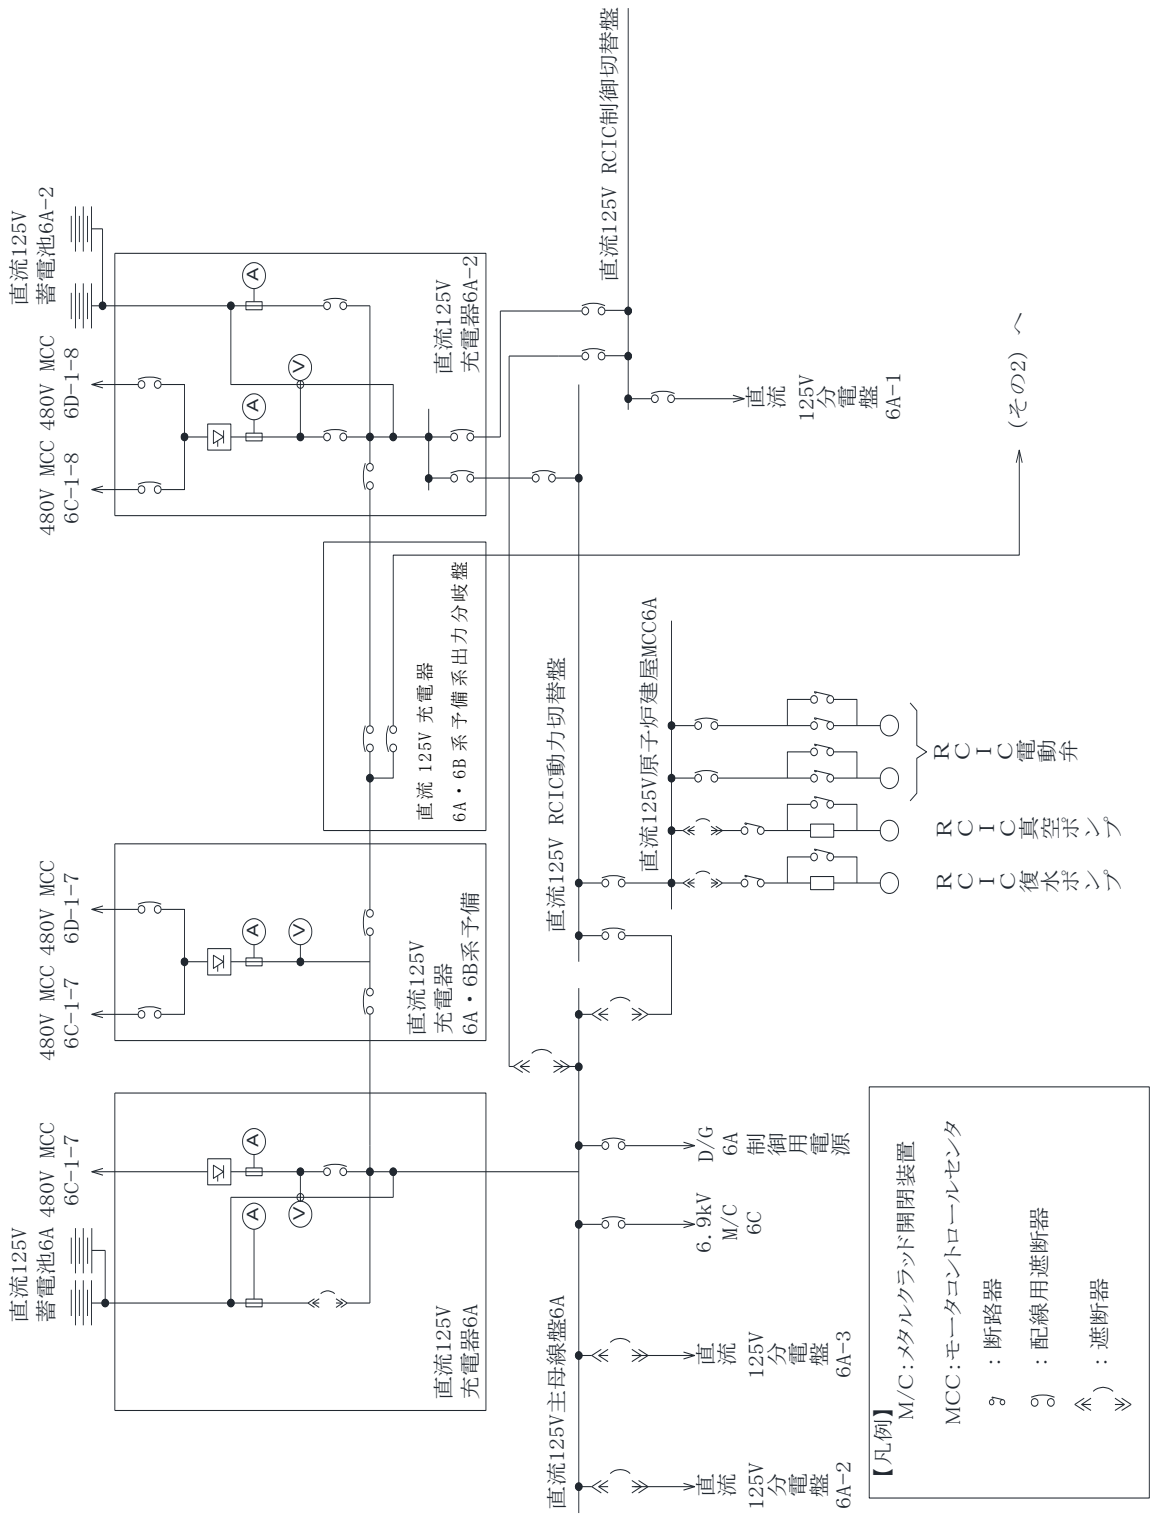 直流125V
蓄電池6A
480V MCC
6C-1-7
480V MCC
6C-1-7
480V MCC
6D-1-7
480V MCC
6C-1-8
480V MCC
6D-1-8
直流125V
蓄電池6A-2
A
A
V
A
V
A
V
A
直流125V
充電器6A
直流125V
充電器
6A・6B系予備
直流 125V 充電器
6A・6B 系予備系出力分岐盤
直流125V
充電器6A-2
直流125V主母線盤6A
直流125V RCIC動力切替盤
直流125V RCIC制御切替盤
直流125V原子炉建屋MCC6A
直流
125V
分電盤
6A-2
直流
125V
分電盤
6A-3
6.9kV
M/C
6C
D/G
6A
制御用電源
RCIC復水ポンプ
RCIC真空ポンプ
RCIC電動弁
直流
125V
分電盤
6A-1
(その2) へ
【凡例】
M/C:メタルクラッド開閉装置
MCC:モータコントロールセンタ
:断路器
:配線用遮断器
:遮断器